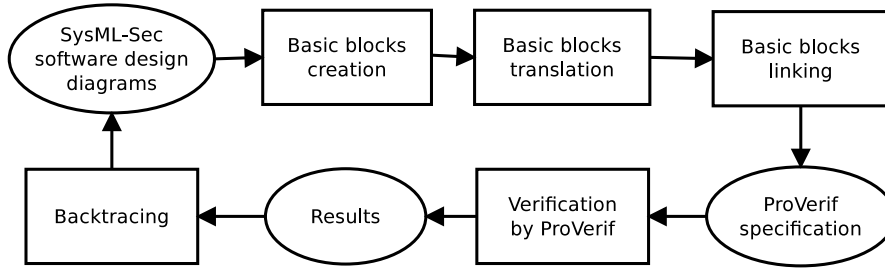 SysML-Sec
software design
diagrams
Basic blocks
creation
Basic blocks
translation
Basic blocks
linking
Backtracing
Results
Verification
by ProVerif
ProVerif
specification